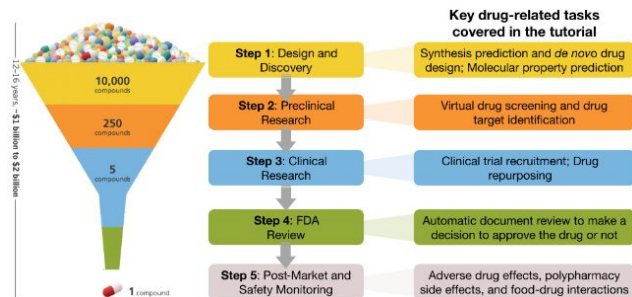 Key drug-related tasks
covered in the tutorial
12-16 years, ~$1 billion to $2 billion
10,000
compounds
250
compounds
5
compounds
1 compound
Step 1: Design and
Discovery
Synthesis prediction and de novo drug
design; Molecular property prediction
Step 2: Preclinical
Research
Virtual drug screening and drug
target identification
Step 3: Clinical
Research
Clinical trial recruitment; Drug
repurposing
Step 4: FDA
Review
Automatic document review to make a
decision to approve the drug or not
Step 5: Post-Market and
Safety Monitoring
Adverse drug effects, polypharmacy
side effects, and food-drug interactions